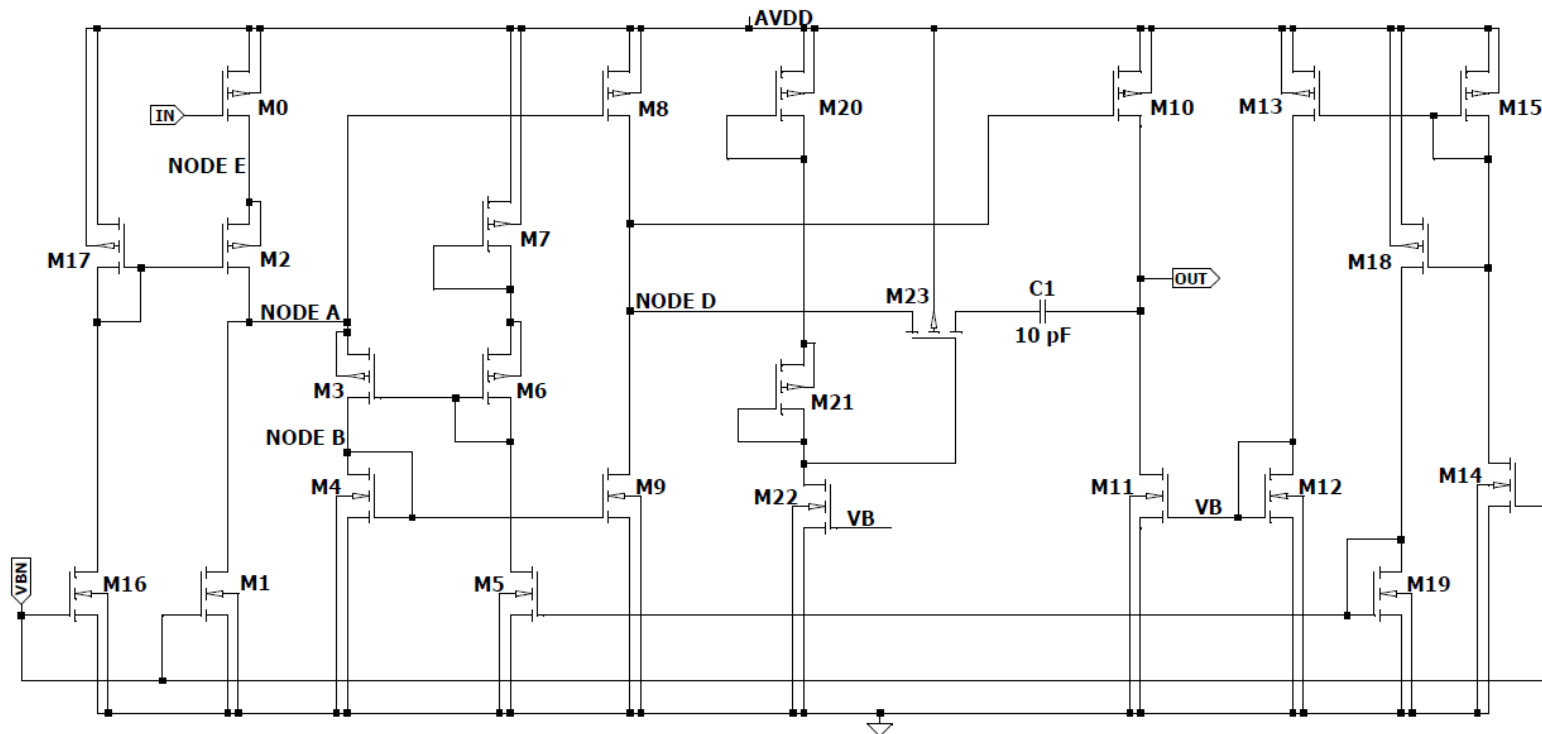 AVDD
M0
IN
M8
M20
M10
M13
M15
NODE E
M7
M17
M2
M18
NODE A
NODE D
M23
C1
OUT
10 pF
M3
M6
M21
NODE B
M4
M9
M22
VB
M11
VB
M12
M14
VBN
M16
M1
M5
M19